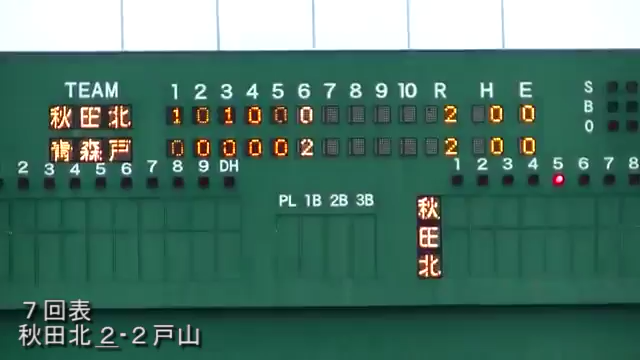 TEAM 1 2 3 4 5 6 7 8 9 10 R H E
秋田北 1 0 1 0 0 0 2 0 0
青森戸 0 0 0 0 0 2 2 0 0
S
B
O
2 3 4 5 6 7 8 9 DH
1 2 3 4 5 6 7 8
PL 1B 2B 3B
秋
田
北
7回表
秋田北 2-2 戸山